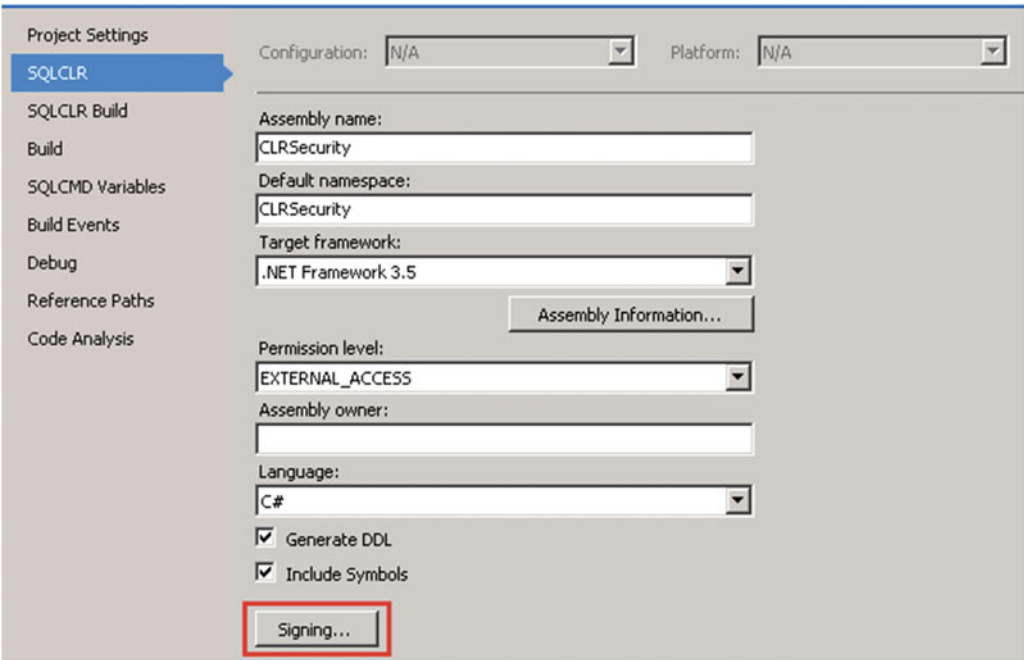 Project Settings
SQLCLR
SQLCLR Build
Build
SQLCMD Variables
Build Events
Debug
Reference Paths
Code Analysis
Configuration: N/A Platform: N/A
Assembly name:
CLRSecurity
Default namespace:
CLRSecurity
Target framework:
.NET Framework 3.5
Assembly Information...
Permission level:
EXTERNAL_ACCESS
Assembly owner:
Language:
C#
Generate DDL
Include Symbols
Signing...